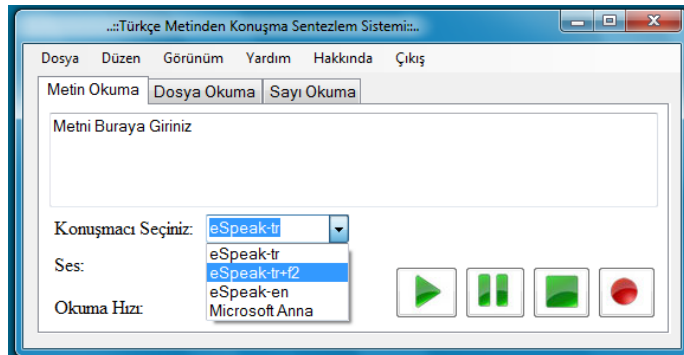 ..::Türkçe Metinden Konuşma Sentezlem Sistemi::..
Dosya Düzen Görünüm Yardım Hakkında Çıkış
Metin Okuma Dosya Okuma Sayı Okuma
Metni Buraya Giriniz
Konuşmacı Seçiniz: eSpeak-tr
eSpeak-tr
Ses: eSpeak-tr+f2
eSpeak-en
Okuma Hızı: Microsoft Anna